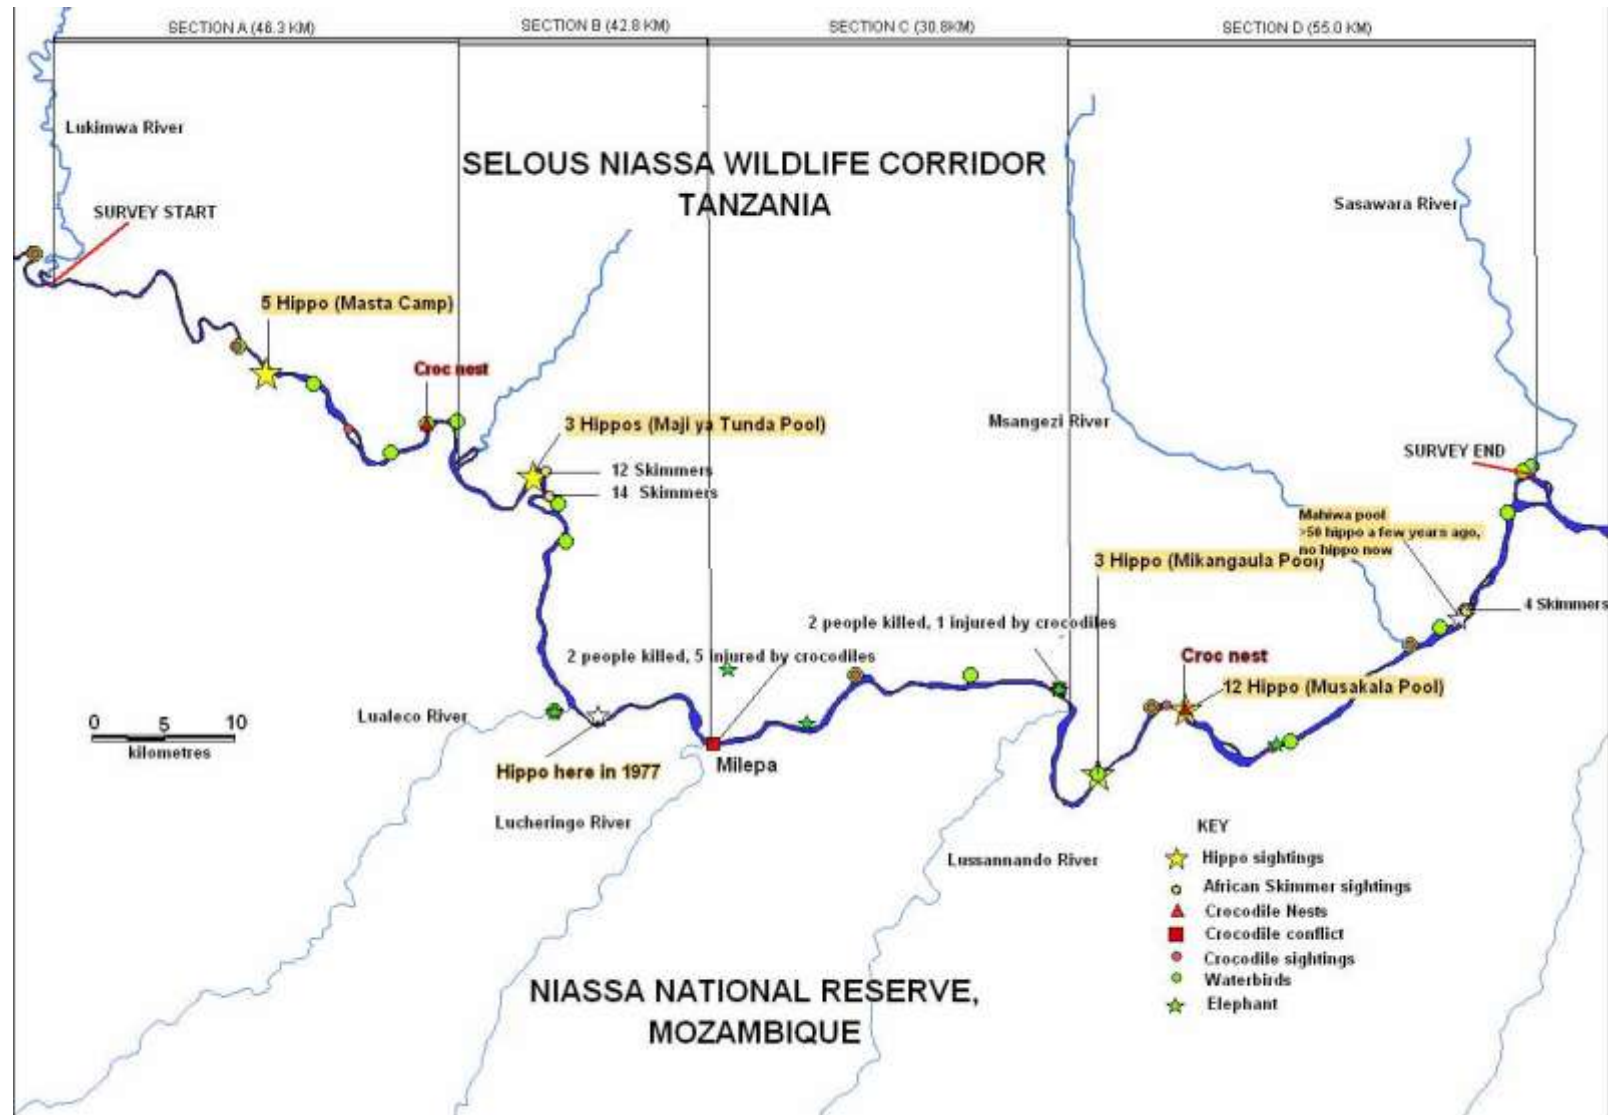 SECTION A (46.3 KM)
SECTION B (42.8 KM)
SECTION C (30.8KM)
SECTION D (55.0 KM)
Lukimwa River
SELOUS NIASSA WILDLIFE CORRIDOR
TANZANIA
SURVEY START
Sasawara River
5 Hippo (Masta Camp)
Croc nest
3 Hippos (Maji ya Tunda Pool)
Msangezi River
SURVEY END
12 Skimmers
14 Skimmers
Mahiwa pool
>50 hippo a few years ago,
no hippo now
3 Hippo (Mikangaula Pool)
4 Skimmers
2 people killed, 1 injured by crocodiles
2 people killed, 5 injured by crocodiles
Croc nest
12 Hippo (Musakala Pool)
Lualeco River
0 5 10
kilometres
Hippo here in 1977
Milepa
Lucheringo River
Lussannando River
KEY
Hippo sightings
African Skimmer sightings
Crocodile Nests
Crocodile conflict
Crocodile sightings
Waterbirds
Elephant
NIASSA NATIONAL RESERVE,
MOZAMBIQUE